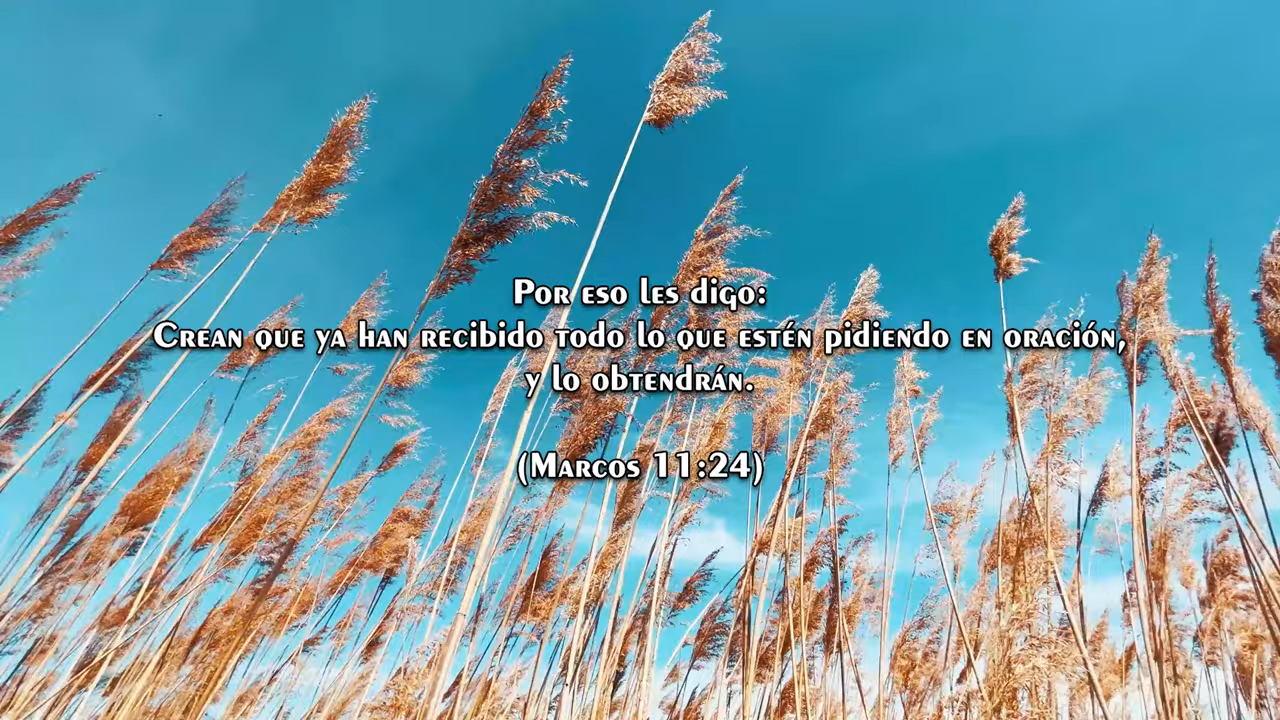 Por eso les digo:
Crean que ya han recibido todo lo que estén pidiendo en oración,
y lo obtendrán.
(Marcos 11:24)